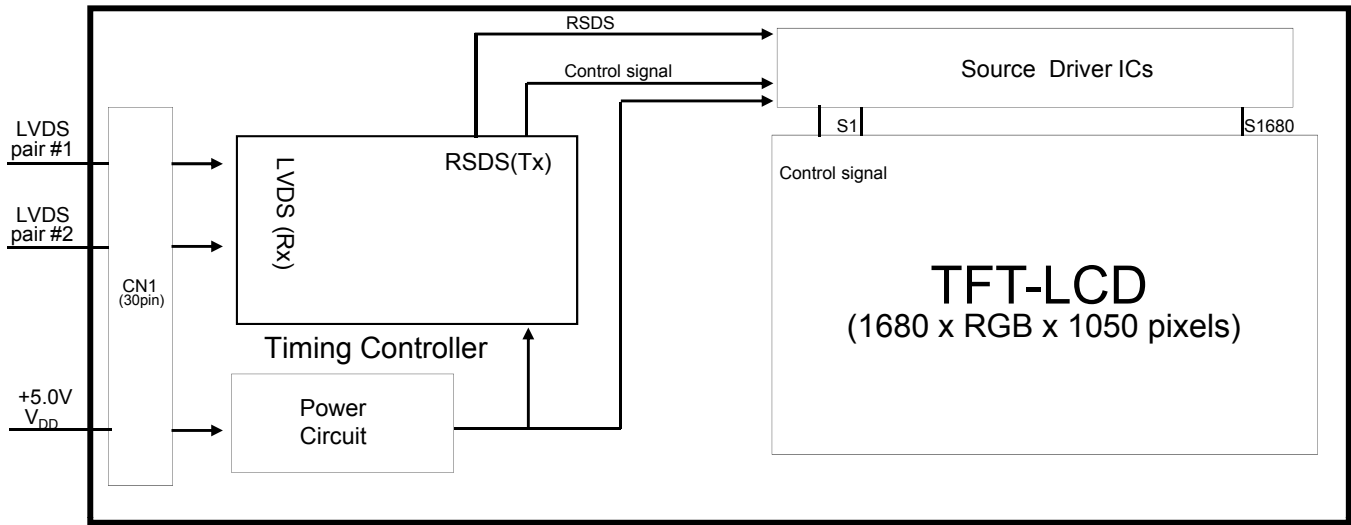 RSDS
Control signal
Source Driver ICs
S1
S1680
LVDS
pair #1
LVDS
pair #2
CN1
(30pin)
LVDS (Rx)
RSDS(Tx)
Timing Controller
Control signal
TFT-LCD
(1680 x RGB x 1050 pixels)
+5.0V
VDD
Power
Circuit